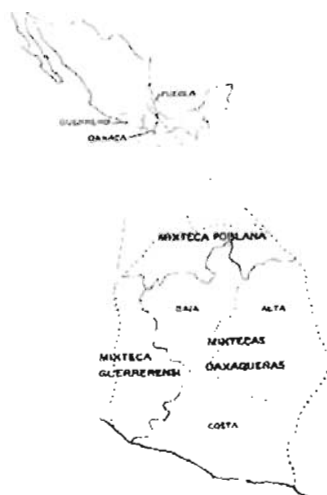 PUEBLA
GUERRERO
OAXACA
MIXTECA POBLANA
BAJA
ALTA
MIXTECA
GUERRERENSE
MIXTECAS
OAXAQUEÑAS
COSTA